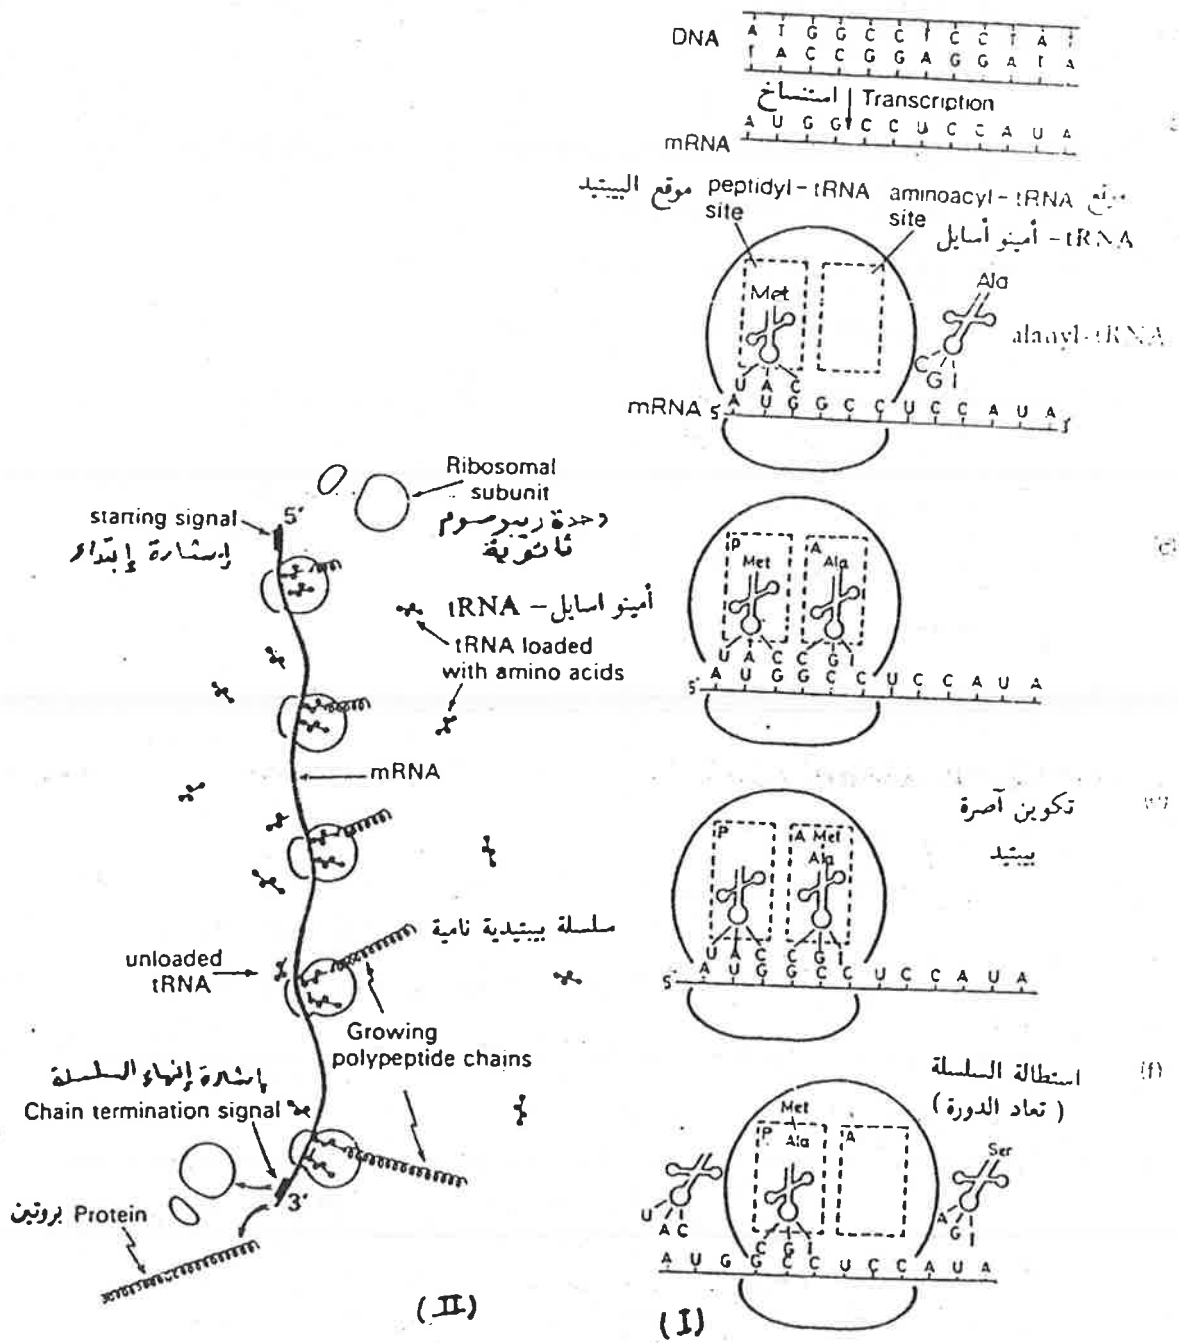 DNA
A T G G C C T C C T A T
T A C C G G A G G A T A
استنساخ Transcription
mRNA
A U G G C C U C C A U A
موقع الببتيد peptidyl-tRNA site
aminoacyl-tRNA site موقع
أمينو أسايل -tRNA
Met
Ala
alanyl-tRNA
C G I
U A C
mRNA 5' A U G G C C U C C A U A 3'
P
Met
A
Ala
U A C C G I
5' A U G G C C U C C A U A
تكوين آصرة
ببتيد
P
A Met
Ala
U A C C G I
5' A U G G C C U C C A U A
(f)
استطالة السلسلة
(تعاد الدورة)
Met
P
Ala
A
Ser
U A C
C G I
A G I
A U G G C C U C C A U A
(I)
Ribosomal
subunit
وحدة ريبوسوم
ثانوية
starting signal
5'
إشارة إبتداء
أمينو اسايل - tRNA
tRNA loaded
with amino acids
mRNA
سلسلة ببتيدية نامية
unloaded
tRNA
Growing
polypeptide chains
إشارة إنهاء السلسلة
Chain termination signal
3'
بروتين Protein
(II)